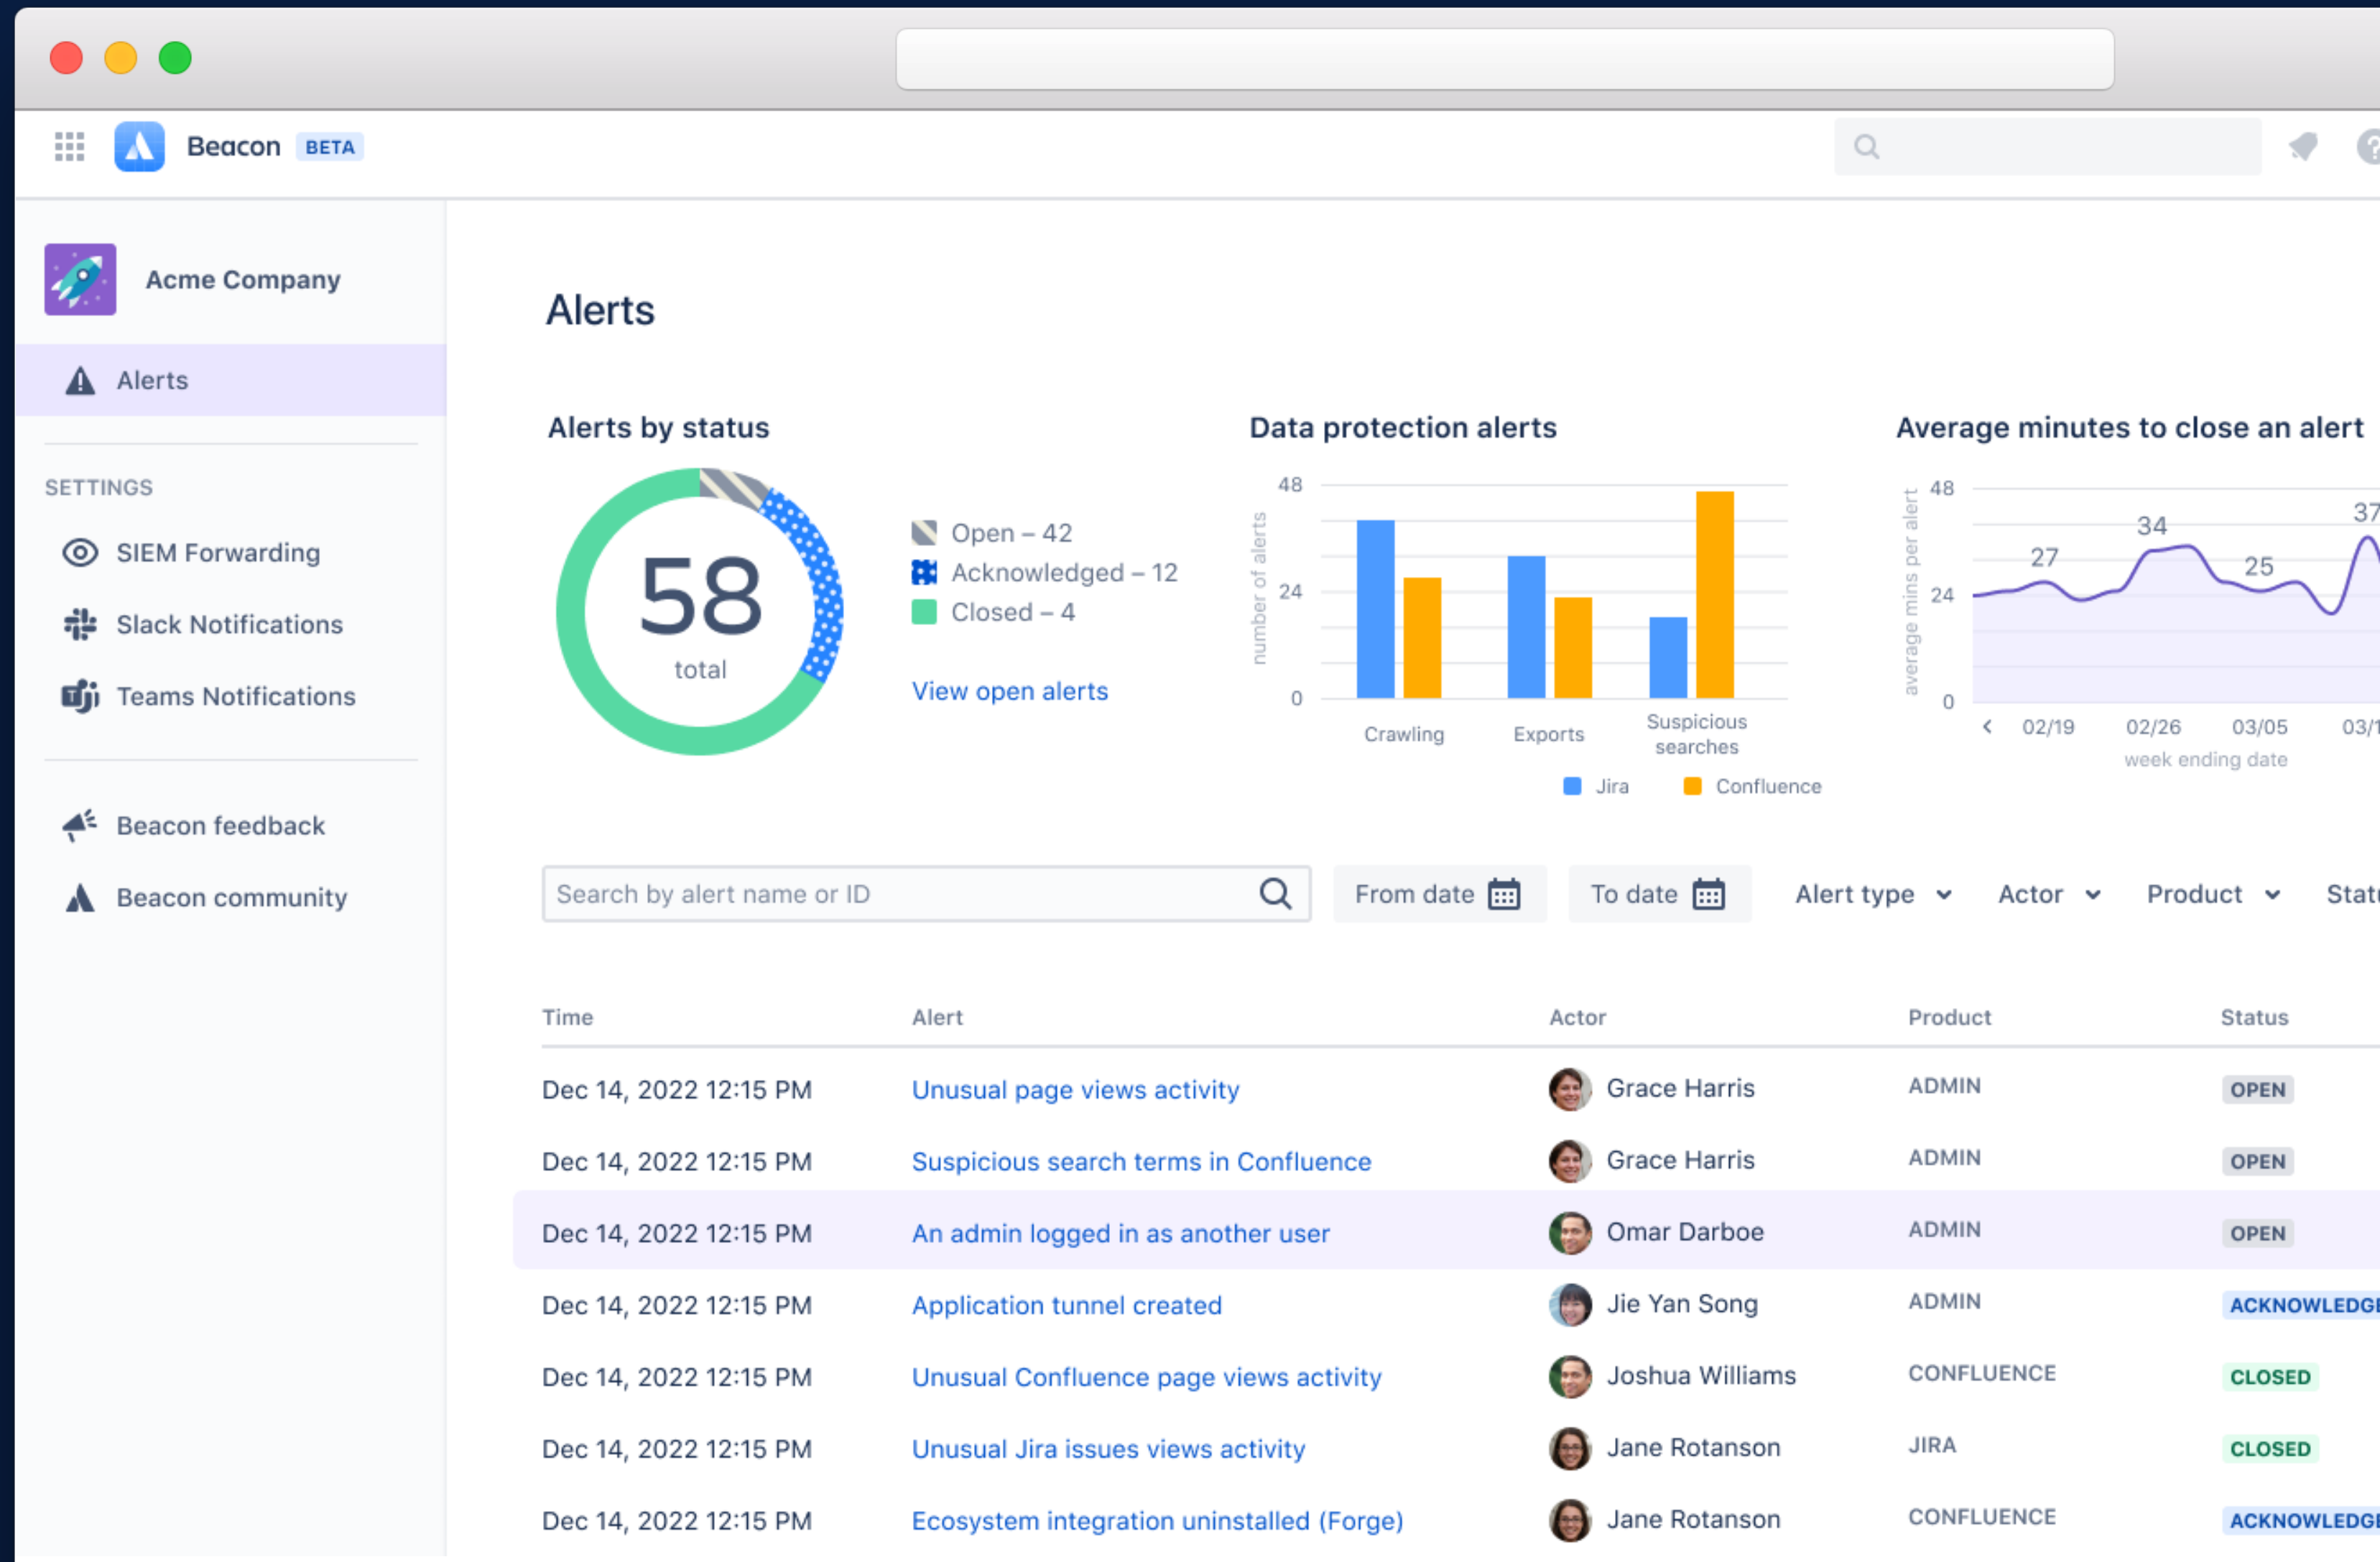 Beacon BETA
Acme Company
Alerts
SETTINGS
SIEM Forwarding
Slack Notifications
Teams Notifications
Beacon feedback
Beacon community
Alerts
Alerts by status
58
total
Open – 42
Acknowledged – 12
Closed – 4
View open alerts
Data protection alerts
number of alerts
48
24
0
Crawling
Exports
Suspicious
searches
Jira
Confluence
Average minutes to close an alert
average mins per alert
48
24
0
27
34
25
37
02/19
02/26
03/05
03/1
week ending date
Search by alert name or ID
From date
To date
Alert type
Actor
Product
Stat
Time Alert Actor Product Status
Dec 14, 2022 12:15 PM Unusual page views activity Grace Harris ADMIN OPEN
Dec 14, 2022 12:15 PM Suspicious search terms in Confluence Grace Harris ADMIN OPEN
Dec 14, 2022 12:15 PM An admin logged in as another user Omar Darboe ADMIN OPEN
Dec 14, 2022 12:15 PM Application tunnel created Jie Yan Song ADMIN ACKNOWLEDGE
Dec 14, 2022 12:15 PM Unusual Confluence page views activity Joshua Williams CONFLUENCE CLOSED
Dec 14, 2022 12:15 PM Unusual Jira issues views activity Jane Rotanson JIRA CLOSED
Dec 14, 2022 12:15 PM Ecosystem integration uninstalled (Forge) Jane Rotanson CONFLUENCE ACKNOWLEDGE